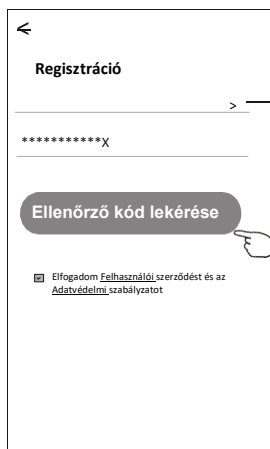 <
Regisztráció
>
***********X
Ellenőrző kód lekérése
Elfogadom Felhasználói szerződést és az
Adatvédelmi szabályzatot